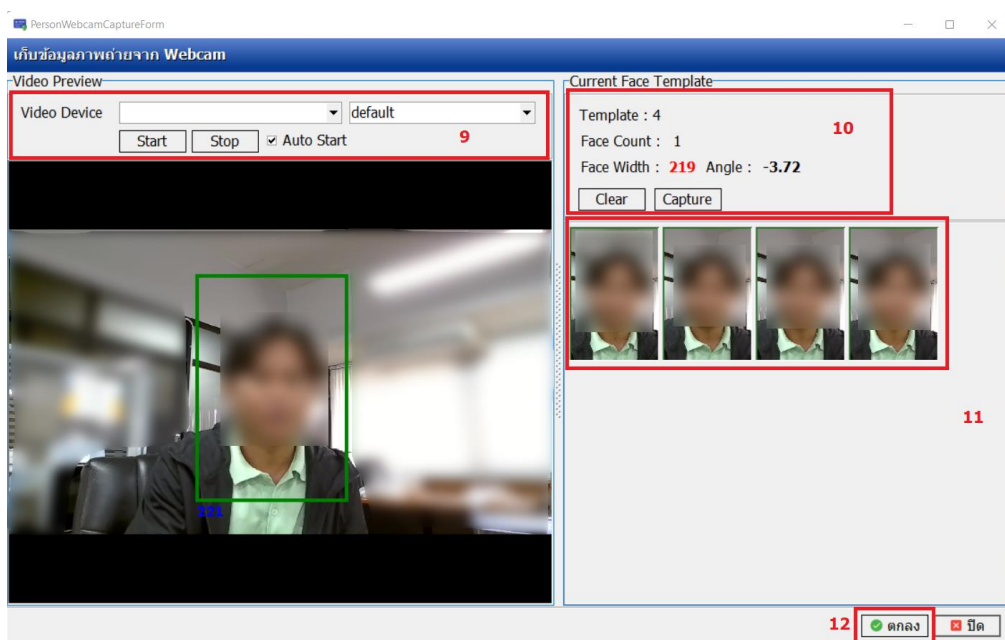 PersonWebcamCaptureForm
เก็บข้อมูลภาพถ่ายจาก Webcam
Video Preview
Video Device default
Start Stop Auto Start 9
221
Current Face Template
Template : 4 10
Face Count : 1
Face Width : 219 Angle : -3.72
Clear Capture
11
12 ตกลง ปิด